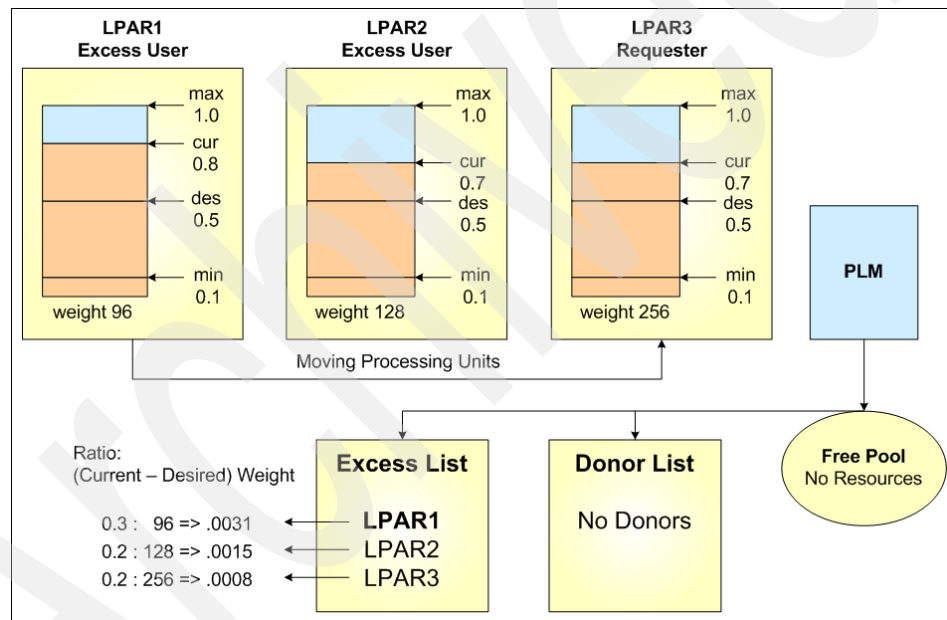 LPAR1
Excess User
LPAR2
Excess User
LPAR3
Requester
max
1.0
cur
0.8
des
0.5
min
0.1
weight 96
max
1.0
cur
0.7
des
0.5
min
0.1
weight 128
max
1.0
cur
0.7
des
0.5
min
0.1
weight 256
PLM
Moving Processing Units
Ratio:
(Current – Desired) Weight
0.3 : 96 => .0031
0.2 : 128 => .0015
0.2 : 256 => .0008
Excess List
LPAR1
LPAR2
LPAR3
Donor List
No Donors
Free Pool
No Resources